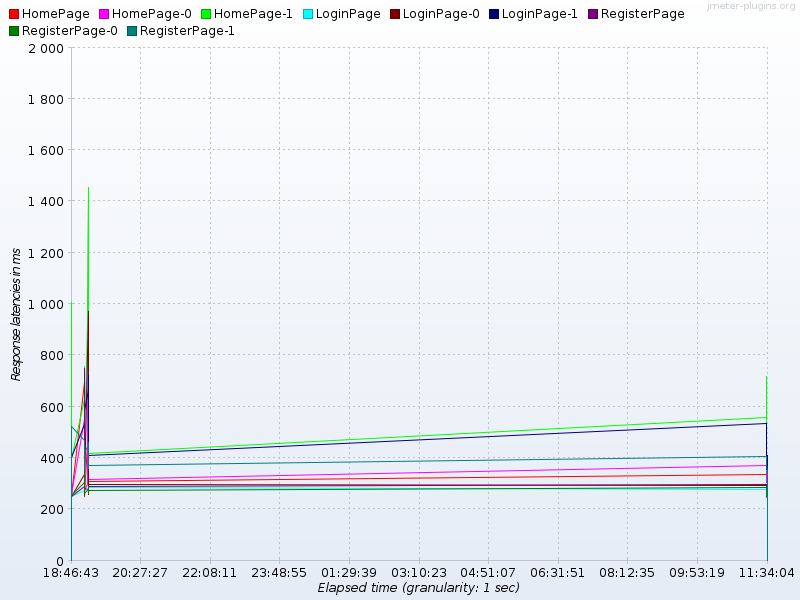 jmeter-plugins.org
HomePage HomePage-0 HomePage-1 LoginPage LoginPage-0 LoginPage-1 RegisterPage
RegisterPage-0 RegisterPage-1
2 000
1 800
1 600
1 400
1 200
1 000
800
600
400
200
0
Response latencies in ms
18:46:43 20:27:27 22:08:11 23:48:55 01:29:39 03:10:23 04:51:07 06:31:51 08:12:35 09:53:19 11:34:04
Elapsed time (granularity: 1 sec)